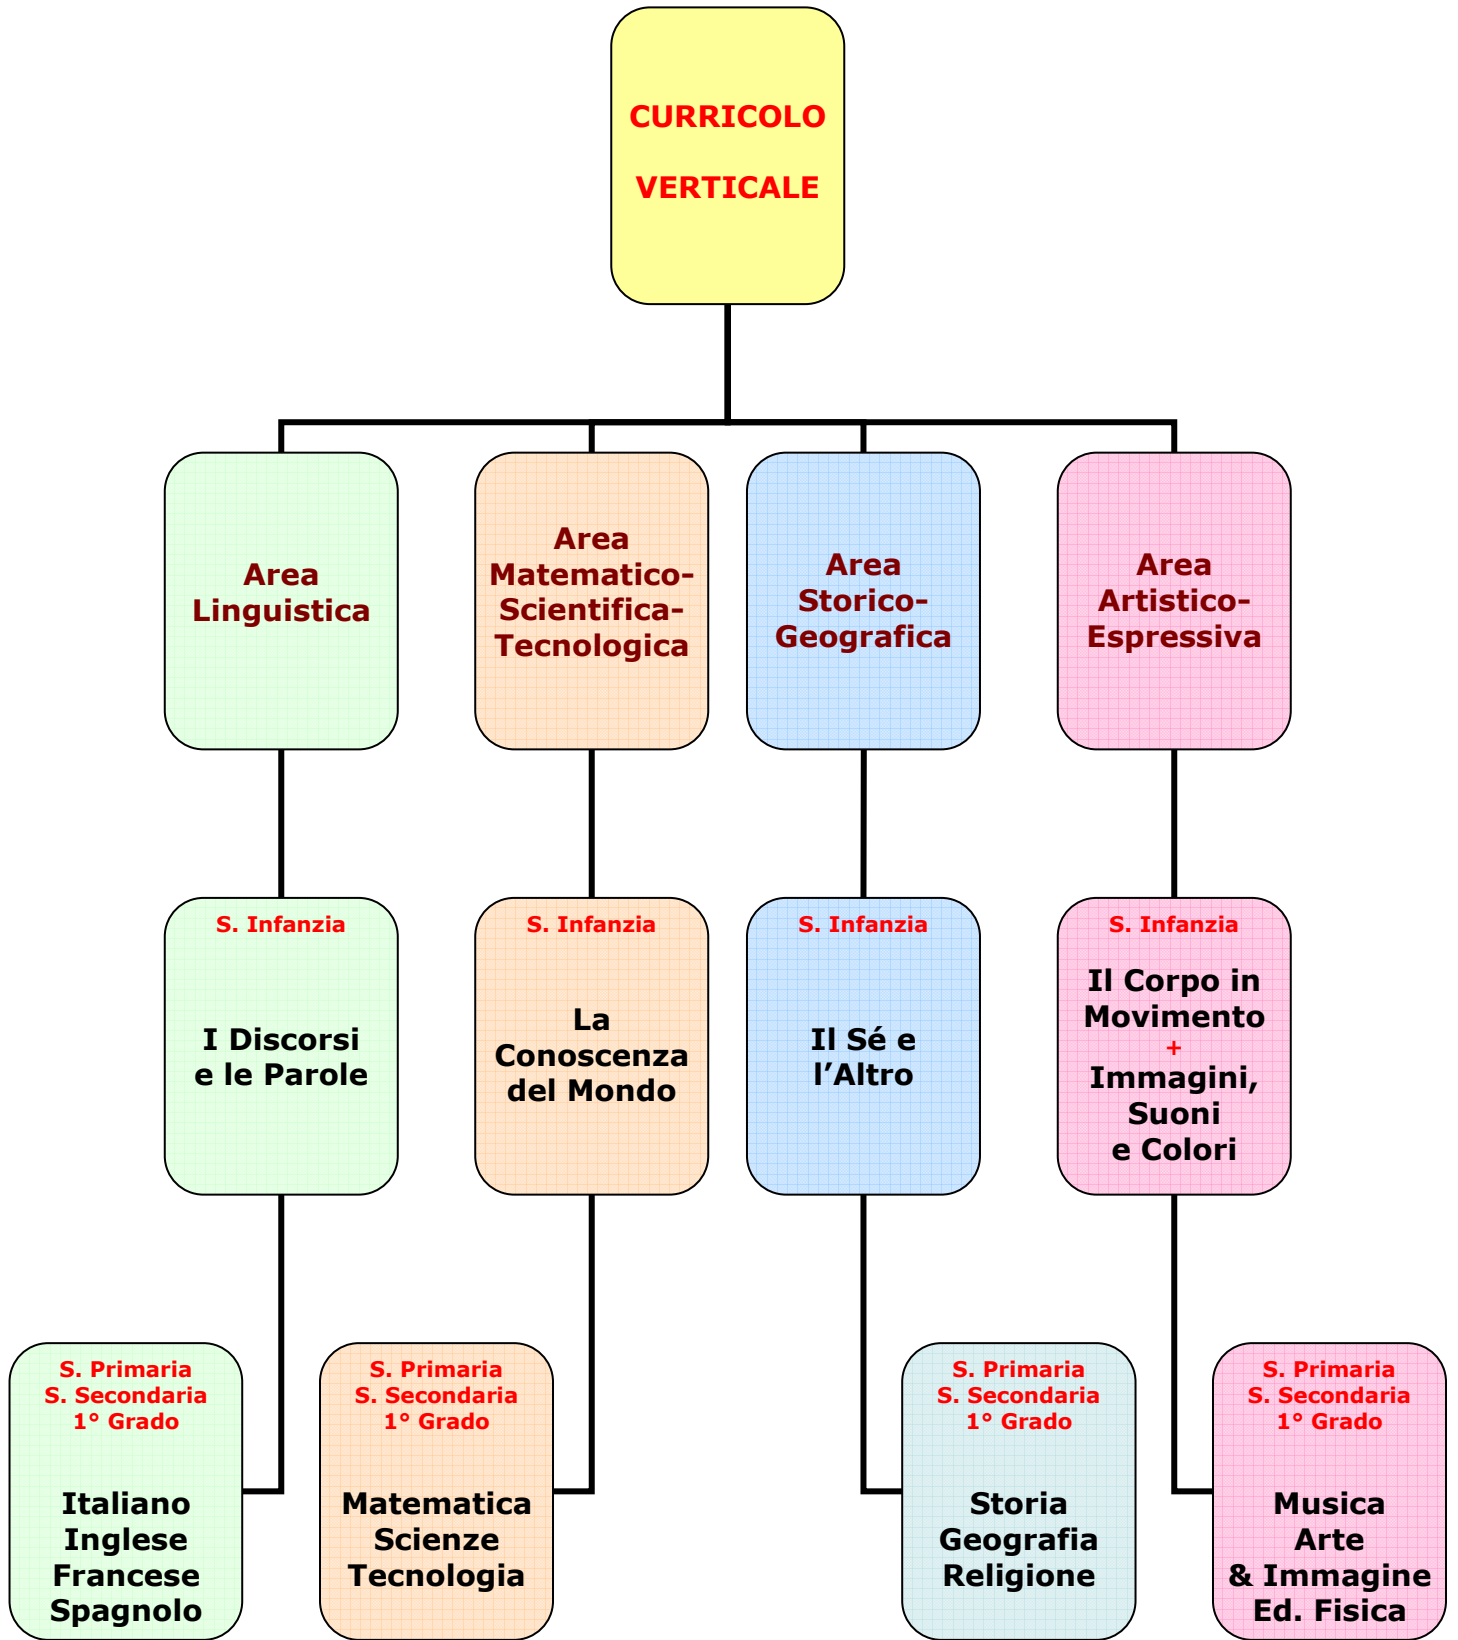 CURRICOLO
VERTICALE
Area
Linguistica
Area
Matematico-
Scientifica-
Tecnologica
Area
Storico-
Geografica
Area
Artistico-
Espressiva
S. Infanzia
I Discorsi
e le Parole
S. Infanzia
La
Conoscenza
del Mondo
S. Infanzia
Il Sé e
l’Altro
S. Infanzia
Il Corpo in
Movimento
+
Immagini,
Suoni
e Colori
S. Primaria
S. Secondaria
1° Grado
Italiano
Inglese
Francese
Spagnolo
S. Primaria
S. Secondaria
1° Grado
Matematica
Scienze
Tecnologia
S. Primaria
S. Secondaria
1° Grado
Storia
Geografia
Religione
S. Primaria
S. Secondaria
1° Grado
Musica
Arte
& Immagine
Ed. Fisica